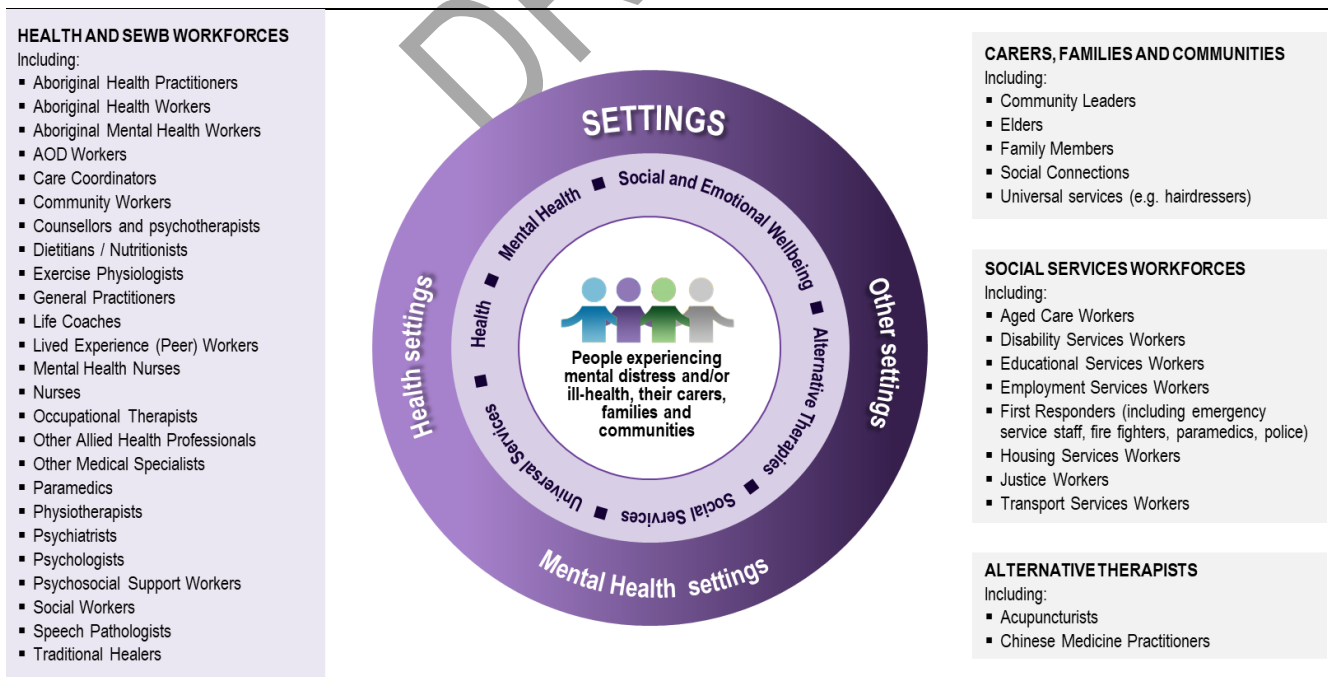 HEALTH AND SEWB WORKFORCES
Including:
▪ Aboriginal Health Practitioners
▪ Aboriginal Health Workers
▪ Aboriginal Mental Health Workers
▪ AOD Workers
▪ Care Coordinators
▪ Community Workers
▪ Counsellors and psychotherapists
▪ Dietitians / Nutritionists
▪ Exercise Physiologists
▪ General Practitioners
▪ Life Coaches
▪ Lived Experience (Peer) Workers
▪ Mental Health Nurses
▪ Nurses
▪ Occupational Therapists
▪ Other Allied Health Professionals
▪ Other Medical Specialists
▪ Paramedics
▪ Physiotherapists
▪ Psychiatrists
▪ Psychologists
▪ Psychosocial Support Workers
▪ Social Workers
▪ Speech Pathologists
▪ Traditional Healers
SETTINGS
Health settings
Other settings
Mental Health settings
Health ■ Mental Health ■ Social and Emotional Wellbeing ■ Alternative Therapies ■ Social Services ■ Universal Services ■
People experiencing
mental distress and/or
ill-health, their carers,
families and
communities
CARERS, FAMILIES AND COMMUNITIES
Including:
▪ Community Leaders
▪ Elders
▪ Family Members
▪ Social Connections
▪ Universal services (e.g. hairdressers)
SOCIAL SERVICES WORKFORCES
Including:
▪ Aged Care Workers
▪ Disability Services Workers
▪ Educational Services Workers
▪ Employment Services Workers
▪ First Responders (including emergency
service staff, fire fighters, paramedics, police)
▪ Housing Services Workers
▪ Justice Workers
▪ Transport Services Workers
ALTERNATIVE THERAPISTS
Including:
▪ Acupuncturists
▪ Chinese Medicine Practitioners